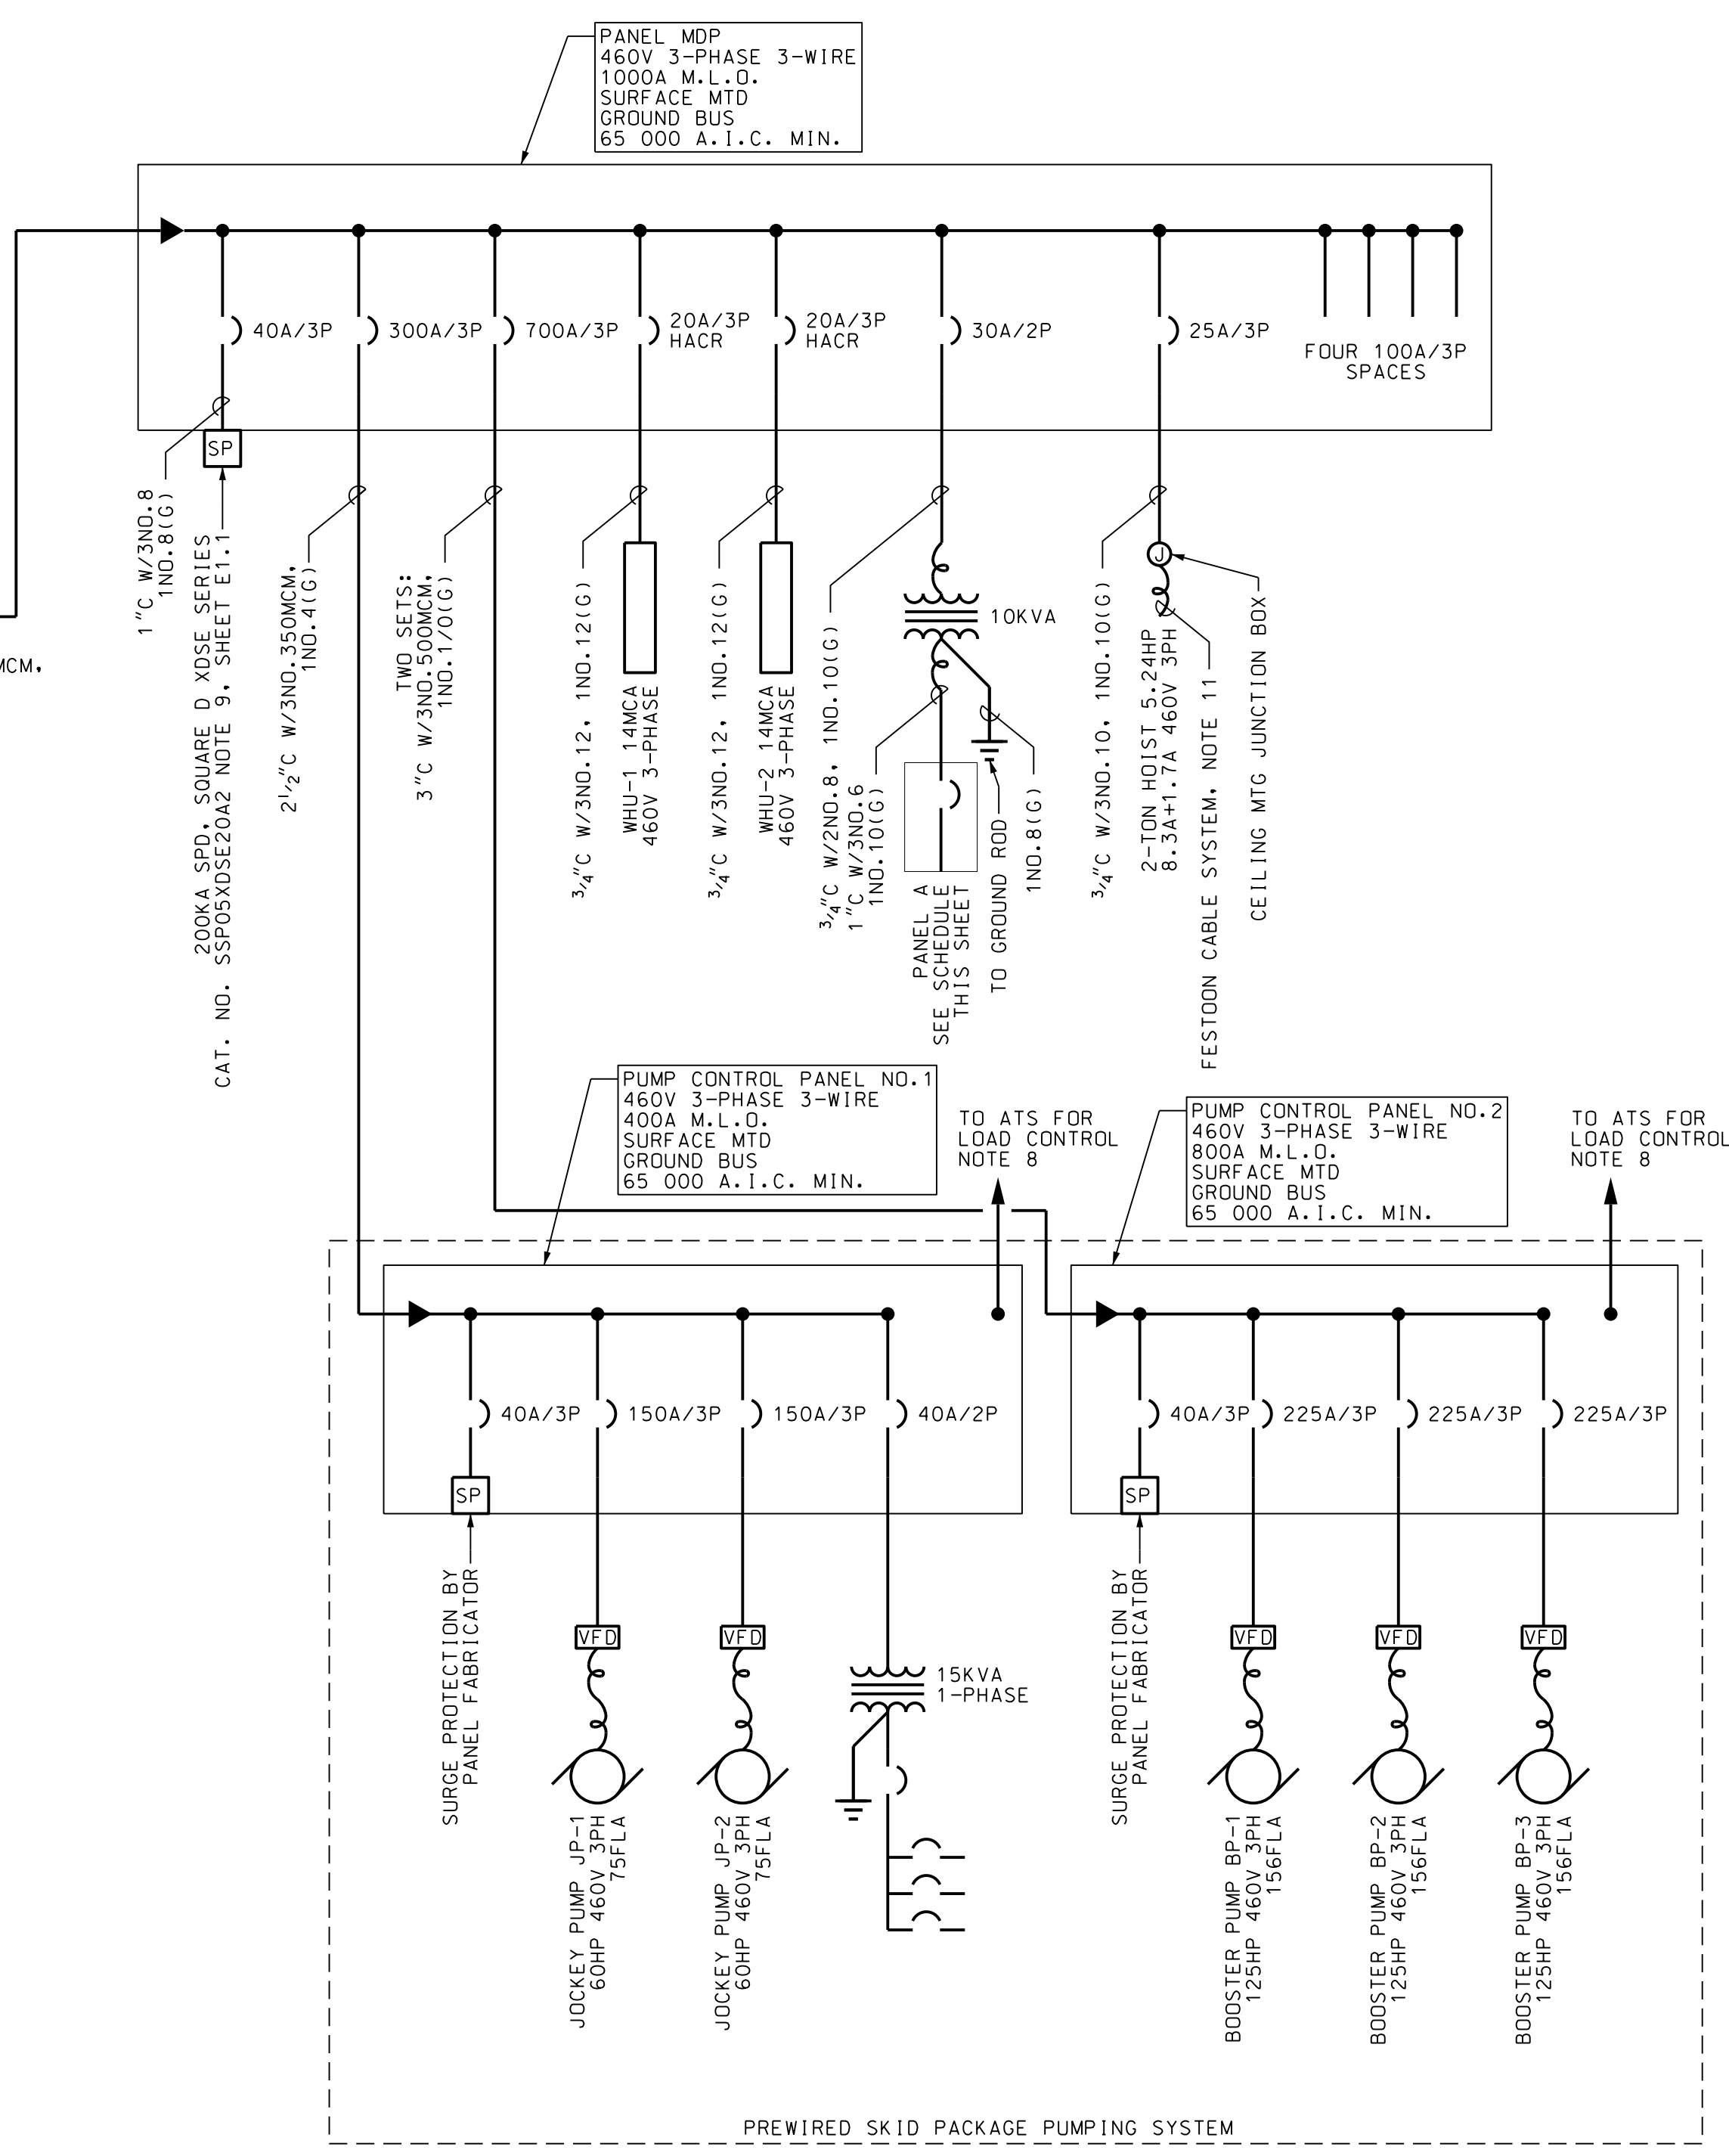 PANEL MDP
460V 3-PHASE 3-WIRE
1000A M.L.O.
SURFACE MTD
GROUND BUS
65 000 A.I.C. MIN.
40A/3P
300A/3P
700A/3P
20A/3P
HACR
20A/3P
HACR
30A/2P
25A/3P
FOUR 100A/3P
SPACES
SP
MCM,
1"C W/3NO.8
1NO.8(G)
200KA SPD, SQUARE D XDSE SERIES
CAT. NO. SSP05XDSE20A2 NOTE 9, SHEET E1.1
2½"C W/3NO.350MCM,
1NO.4(G)
TWO SETS:
3"C W/3NO.500MCM,
1NO.1/0(G)
¾"C W/3NO.12, 1NO.12(G)
WHU-1 14MCA
460V 3-PHASE
¾"C W/3NO.12, 1NO.12(G)
WHU-2 14MCA
460V 3-PHASE
¾"C W/2NO.8, 1NO.10(G)
1"C W/3NO.6
1NO.10(G)
10KVA
PANEL A
SEE SCHEDULE
THIS SHEET
TO GROUND ROD
1NO.8(G)
¾"C W/3NO.10, 1NO.10(G)
J
2-TON HOIST 5.24HP
8.3A+1.7A 460V 3PH
FESTOON CABLE SYSTEM, NOTE 11
CEILING MTG JUNCTION BOX
PUMP CONTROL PANEL NO.1
460V 3-PHASE 3-WIRE
400A M.L.O.
SURFACE MTD
GROUND BUS
65 000 A.I.C. MIN.
TO ATS FOR
LOAD CONTROL
NOTE 8
PUMP CONTROL PANEL NO.2
460V 3-PHASE 3-WIRE
800A M.L.O.
SURFACE MTD
GROUND BUS
65 000 A.I.C. MIN.
TO ATS FOR
LOAD CONTROL
NOTE 8
40A/3P
150A/3P
150A/3P
40A/2P
40A/3P
225A/3P
225A/3P
225A/3P
SP
SP
SURGE PROTECTION BY
PANEL FABRICATOR
VFD
JOCKEY PUMP JP-1
60HP 460V 3PH
75FLA
VFD
JOCKEY PUMP JP-2
60HP 460V 3PH
75FLA
15KVA
1-PHASE
SURGE PROTECTION BY
PANEL FABRICATOR
VFD
BOOSTER PUMP BP-1
125HP 460V 3PH
156FLA
VFD
BOOSTER PUMP BP-2
125HP 460V 3PH
156FLA
VFD
BOOSTER PUMP BP-3
125HP 460V 3PH
156FLA
PREWIRED SKID PACKAGE PUMPING SYSTEM